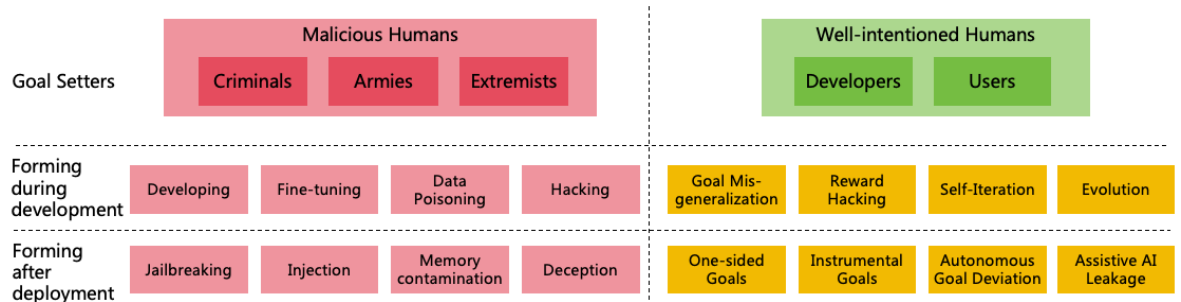 Malicious Humans
Well-intentioned Humans
Goal Setters
Criminals
Armies
Extremists
Developers
Users
Forming
during
development
Developing
Fine-tuning
Data
Poisoning
Hacking
Goal Mis-
generalization
Reward
Hacking
Self-Iteration
Evolution
Forming
after
deployment
Jailbreaking
Injection
Memory
contamination
Deception
One-sided
Goals
Instrumental
Goals
Autonomous
Goal Deviation
Assistive AI
Leakage